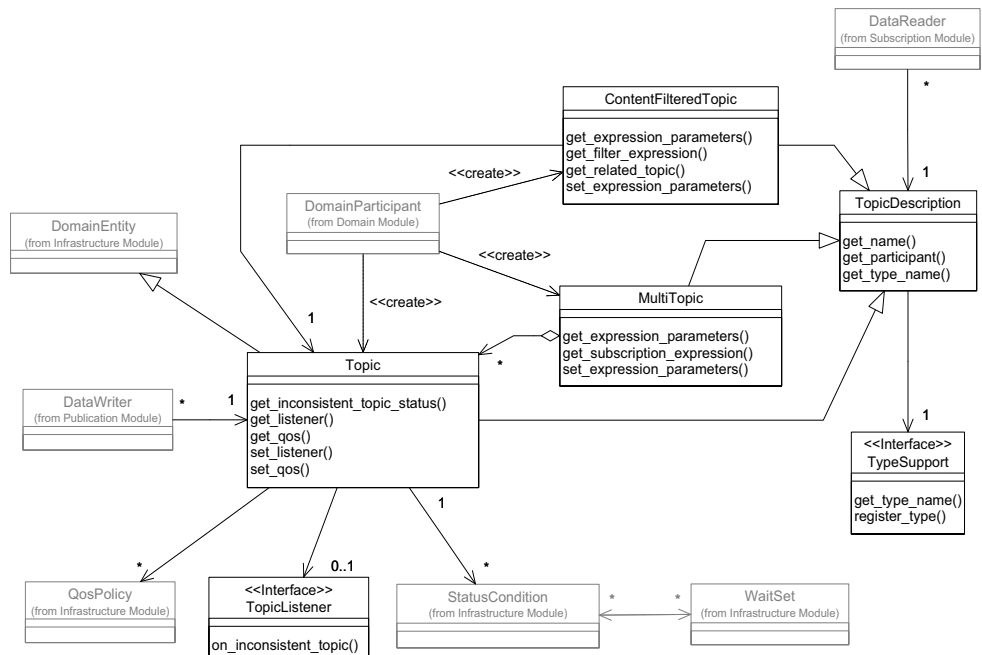 DataReader
(from Subscription Module)
*
1
ContentFilteredTopic
get_expression_parameters()
get_filter_expression()
get_related_topic()
set_expression_parameters()
<<create>>
DomainParticipant
(from Domain Module)
TopicDescription
get_name()
get_participant()
get_type_name()
DomainEntity
(from Infrastructure Module)
<<create>>
<<create>>
MultiTopic
get_expression_parameters()
get_subscription_expression()
set_expression_parameters()
1
*
Topic
get_inconsistent_topic_status()
get_listener()
get_qos()
set_listener()
set_qos()
DataWriter
(from Publication Module)
*
1
1
<<Interface>>
TypeSupport
get_type_name()
register_type()
1
*
0..1
*
QosPolicy
(from Infrastructure Module)
<<Interface>>
TopicListener
on_inconsistent_topic()
StatusCondition
(from Infrastructure Module)
*
*
WaitSet
(from Infrastructure Module)